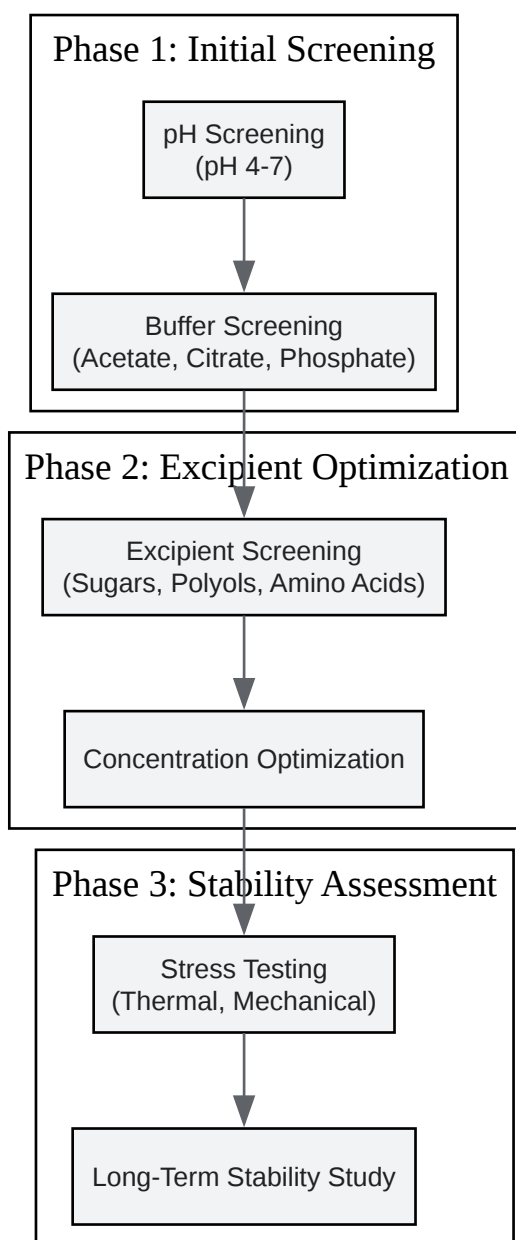 Phase 1: Initial Screening
pH Screening
(pH 4-7)
Buffer Screening
(Acetate, Citrate, Phosphate)
Phase 2: Excipient Optimization
Excipient Screening
(Sugars, Polyols, Amino Acids)
Concentration Optimization
Phase 3: Stability Assessment
Stress Testing
(Thermal, Mechanical)
Long-Term Stability Study